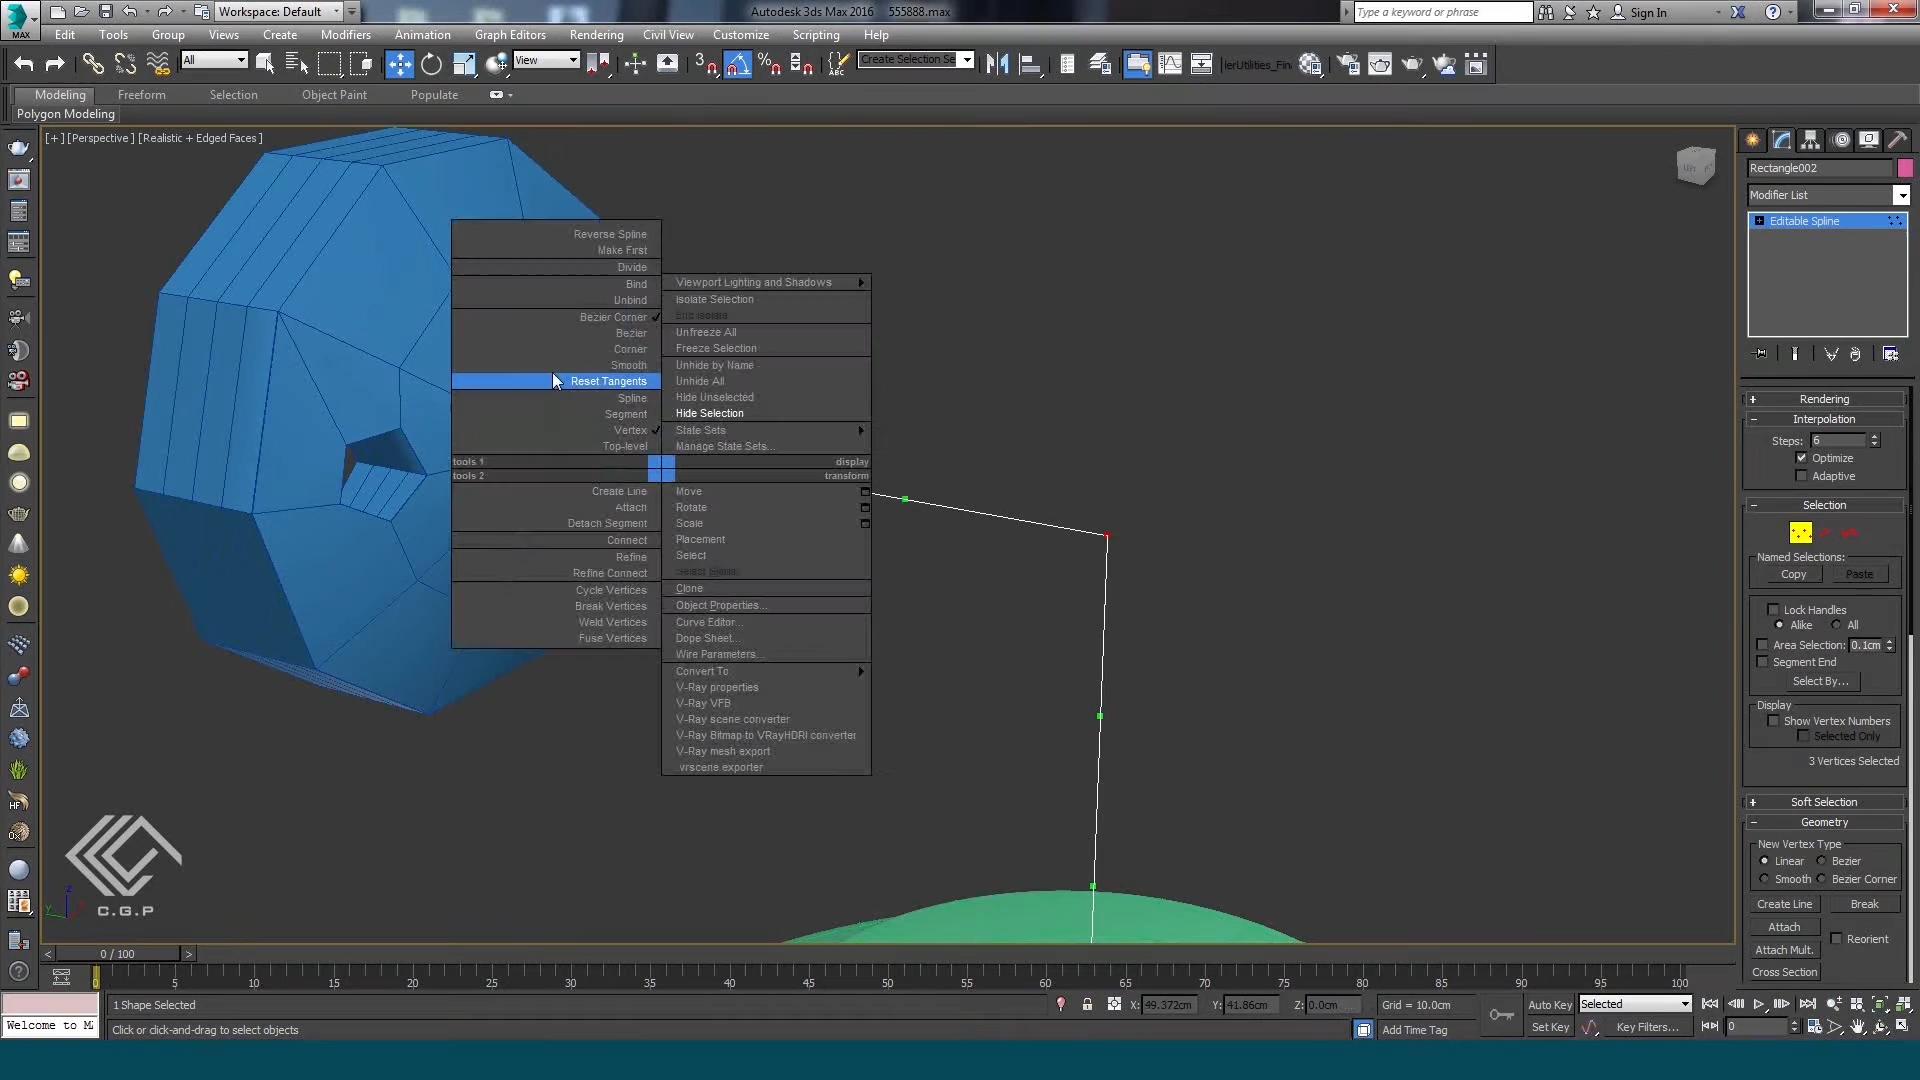 Workspace: Default
Autodesk 3ds Max 2016 555888.max
Type a keyword or phrase
Sign In
MAX
Edit Tools Group Views Create Modifiers Animation Graph Editors Rendering Civil View Customize Scripting Help
All
View
3
%
ABC
Create Selection Se
Modeling Freeform Selection Object Paint Populate
Polygon Modeling
[+] [Perspective] [Realistic + Edged Faces]
Reverse Spline
Make First
Divide
Bind
Unbind
Bezier Corner
Bezier
Corner
Smooth
Reset Tangents
Spline
Segment
Vertex
Top-level
tools 1
tools 2
Create Line
Attach
Detach Segment
Connect
Refine
Refine Connect
Cycle Vertices
Break Vertices
Weld Vertices
Fuse Vertices
Viewport Lighting and Shadows
Isolate Selection
End Isolate
Unfreeze All
Freeze Selection
Unhide by Name
Unhide All
Hide Unselected
Hide Selection
State Sets
Manage State Sets...
display
transform
Move
Rotate
Scale
Placement
Select
Clone
Object Properties...
Curve Editor...
Dope Sheet...
Wire Parameters...
Convert To
V-Ray properties
V-Ray VFB
V-Ray scene converter
V-Ray Bitmap to VRayHDRI converter
V-Ray mesh export
.vrscene exporter
Rectangle002
Modifier List
Editable Spline
Rendering
Interpolation
Steps: 6
Optimize
Adaptive
Selection
Named Selections:
Copy Paste
Lock Handles
Alike All
Area Selection: 0.1cm
Segment End
Select By...
Display
Show Vertex Numbers
Selected Only
3 Vertices Selected
Soft Selection
Geometry
New Vertex Type
Linear Bezier
Smooth Bezier Corner
Create Line Break
Attach
Reorient
Attach Mult.
Cross Section
HF
C.G.P
z
y
< 0 / 100 >
0 5 10 15 20 25 30 35 40 45 50 55 60 65 70 75 80 85 90 95 100
1 Shape Selected
X: 49.372cm Y: 41.86cm Z: 0.0cm Grid = 10.0cm
Auto Key Selected
Welcome to M
Click or click-and-drag to select objects
Add Time Tag
Set Key Key Filters...
0